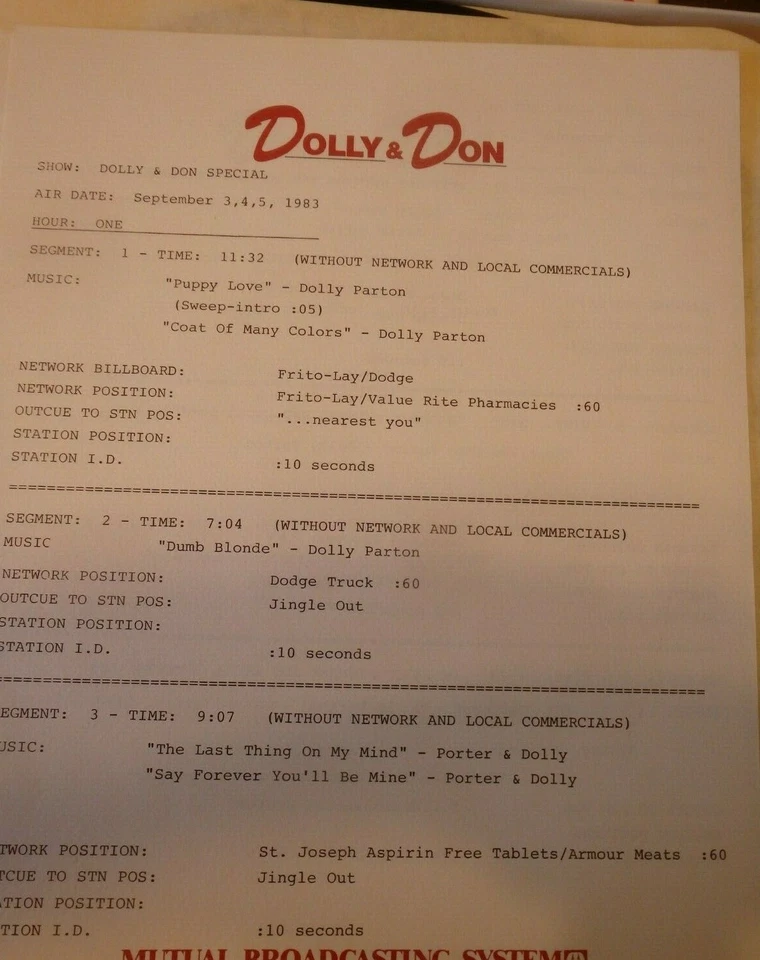 DOLLY & DON
SHOW: DOLLY & DON SPECIAL
AIR DATE: September 3,4,5, 1983
HOUR: ONE
SEGMENT: 1 - TIME: 11:32 (WITHOUT NETWORK AND LOCAL COMMERCIALS)
MUSIC: "Puppy Love" - Dolly Parton
(Sweep-intro :05)
"Coat Of Many Colors" - Dolly Parton
NETWORK BILLBOARD: Frito-Lay/Dodge
NETWORK POSITION: Frito-Lay/Value Rite Pharmacies :60
OUTCUE TO STN POS: "...nearest you"
STATION POSITION:
STATION I.D. :10 seconds
SEGMENT: 2 - TIME: 7:04 (WITHOUT NETWORK AND LOCAL COMMERCIALS)
MUSIC "Dumb Blonde" - Dolly Parton
NETWORK POSITION: Dodge Truck :60
OUTCUE TO STN POS: Jingle Out
STATION POSITION:
STATION I.D. :10 seconds
EGMENT: 3 - TIME: 9:07 (WITHOUT NETWORK AND LOCAL COMMERCIALS)
USIC: "The Last Thing On My Mind" - Porter & Dolly
"Say Forever You'll Be Mine" - Porter & Dolly
TWORK POSITION: St. Joseph Aspirin Free Tablets/Armour Meats :60
TCUE TO STN POS: Jingle Out
ATION POSITION:
TION I.D. :10 seconds
MUTUAL BROADCASTING SYSTEM